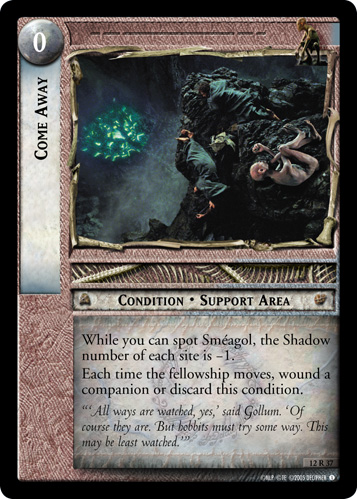 0
COME AWAY
CONDITION • SUPPORT AREA
While you can spot Sméagol, the Shadow
number of each site is –1.
Each time the fellowship moves, wound a
companion or discard this condition.
“‘All ways are watched, yes,’ said Gollum. ‘Of
course they are. But hobbits must try some way. This
may be least watched.’”
12 R 37
©2005 DECIPHER